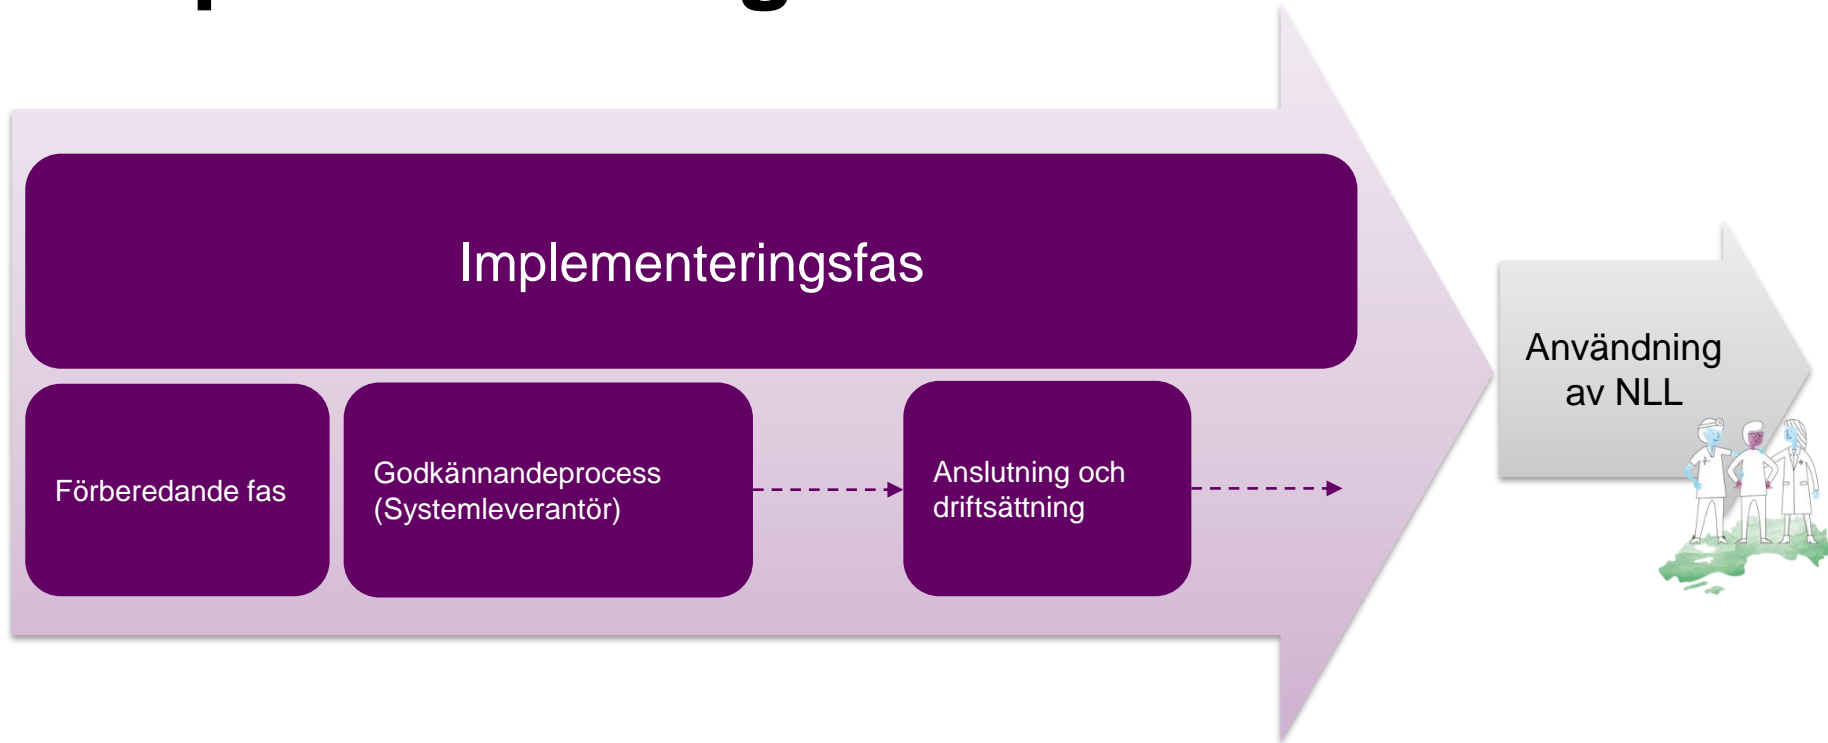 Implementeringsfas
Förberedande fas
Godkännandeprocess
(Systemleverantör)
Anslutning och
driftsättning
Användning
av NLL